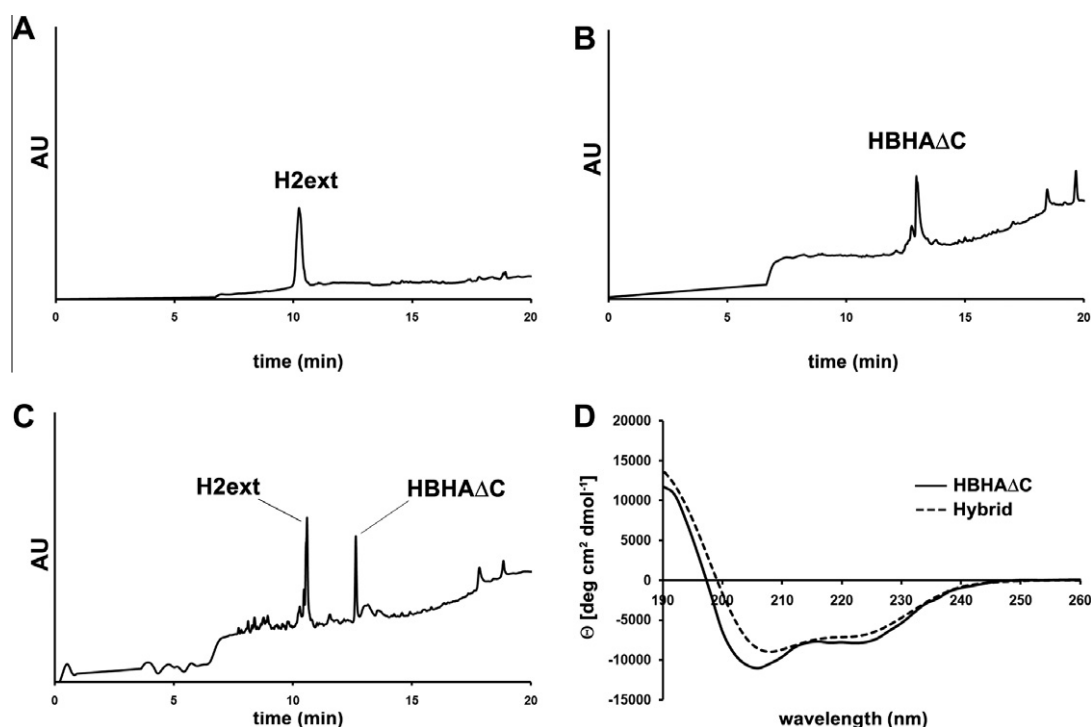 A
AU
H2ext
0 5 10 15 20
time (min)
B
AU
HBHAΔC
0 5 10 15 20
time (min)
C
AU
H2ext
HBHAΔC
0 5 10 15 20
time (min)
D
Θ [deg cm² dmol⁻¹]
20000
15000
10000
5000
0
-5000
-10000
-15000
HBHAΔC
Hybrid
190 200 210 220 230 240 250 260
wavelength (nm)